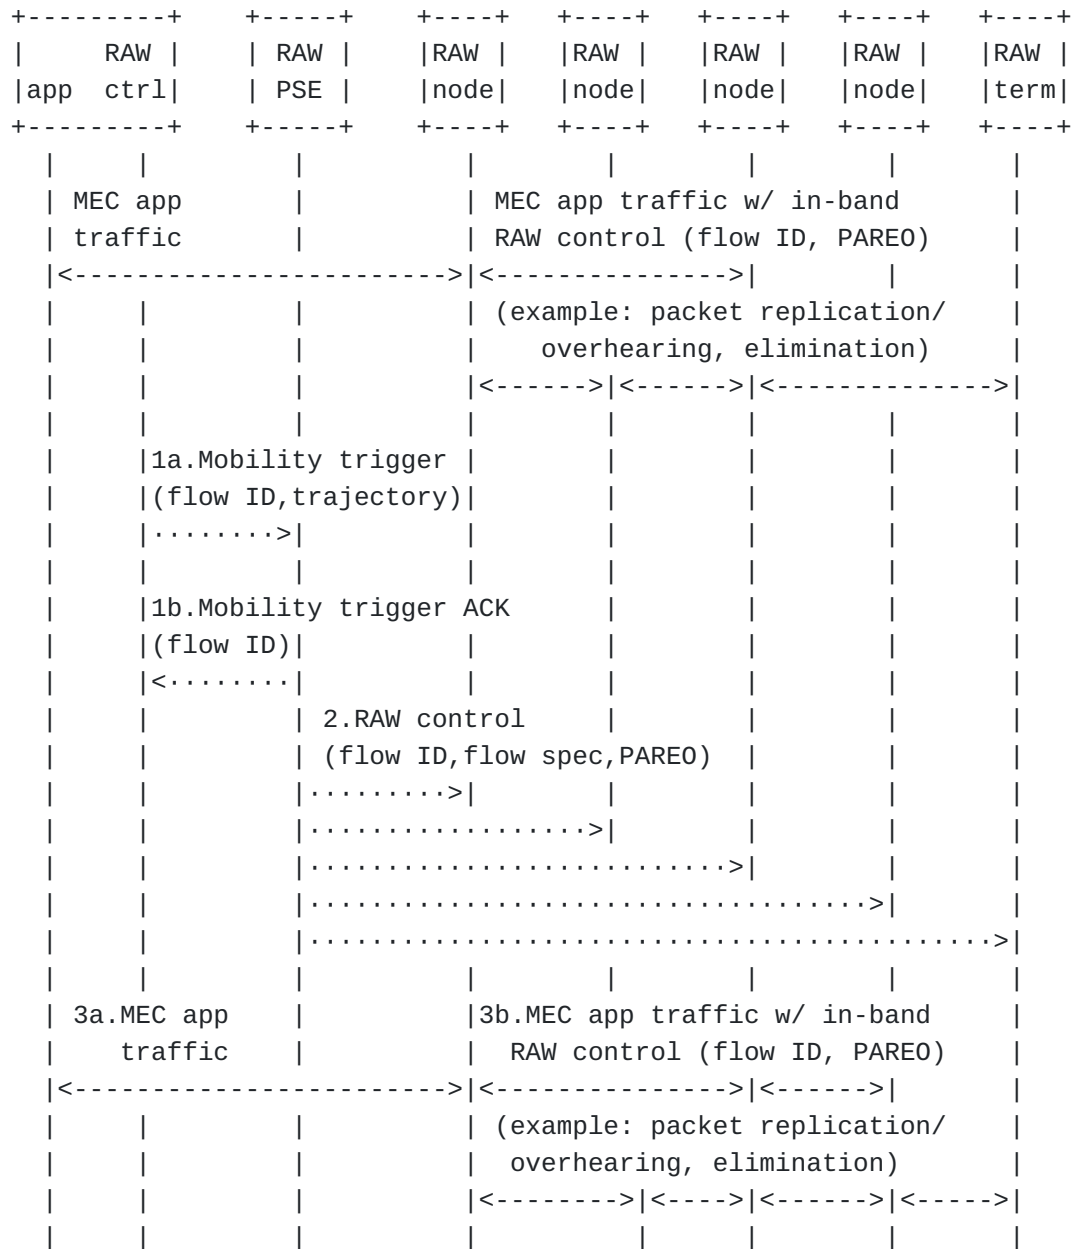 +---------+    +-----+    +----+   +----+   +----+   +----+   +----+
|     RAW |    | RAW |    |RAW |   |RAW |   |RAW |   |RAW |   |RAW |
|app  ctrl|    | PSE |    |node|   |node|   |node|   |node|   |term|
+---------+    +-----+    +----+   +----+   +----+   +----+   +----+
  |     |         |          |        |        |        |       |
  | MEC app       |          | MEC app traffic w/ in-band       |
  | traffic       |          | RAW control (flow ID, PAREO)     |
  |<------------------------>|<--------------->|        |       |
  |     |         |          | (example: packet replication/    |
  |     |         |          |    overhearing, elimination)     |
  |     |         |          |<------>|<------>|<-------------->|
  |     |         |          |        |        |        |       |
  |     |1a.Mobility trigger |        |        |        |       |
  |     |(flow ID,trajectory)|        |        |        |       |
  |     |········>|          |        |        |        |       |
  |     |         |          |        |        |        |       |
  |     |1b.Mobility trigger ACK      |        |        |       |
  |     |(flow ID)|          |        |        |        |       |
  |     |<········|          |        |        |        |       |
  |     |         | 2.RAW control     |        |        |       |
  |     |         | (flow ID,flow spec,PAREO)  |        |       |
  |     |         |·········>|        |        |        |       |
  |     |         |··················>|        |        |       |
  |     |         |···························>|        |       |
  |     |         |····································>|       |
  |     |         |············································>|
  |     |         |          |        |        |        |       |
  | 3a.MEC app    |          |3b.MEC app traffic w/ in-band     |
  |    traffic    |          |  RAW control (flow ID, PAREO)    |
  |<------------------------>|<--------------->|<------>|       |
  |     |         |          | (example: packet replication/    |
  |     |         |          |  overhearing, elimination)       |
  |     |         |          |<-------->|<---->|<------>|<----->|
  |     |         |          |          |      |        |       |